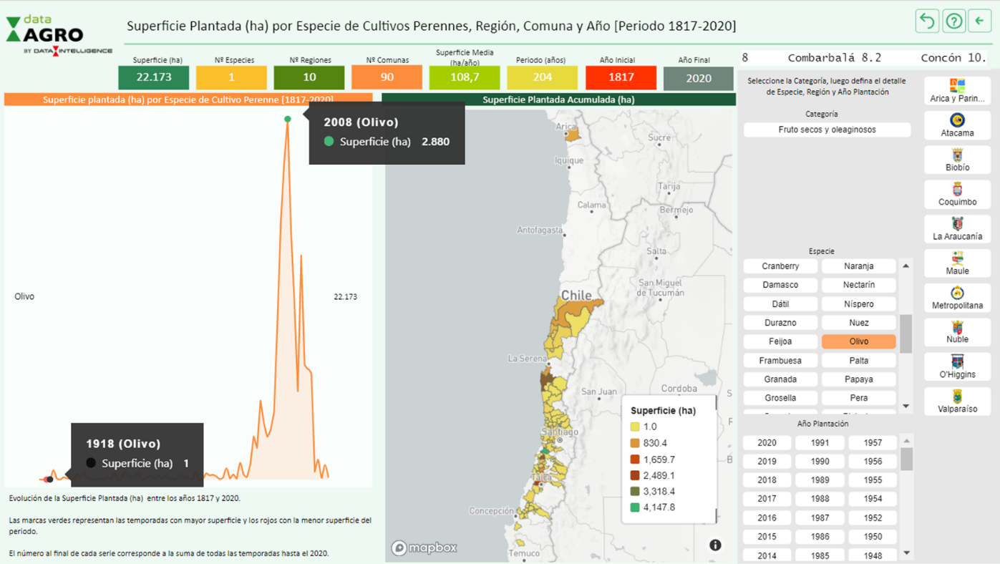 data
AGRO
BY DATA INTELLIGENCE
Superficie Plantada (ha) por Especie de Cultivos Perennes, Región, Comuna y Año [Periodo 1817-2020]
Superficie (ha)
22.173
Nº Especies
1
Nº Regiones
10
Nº Comunas
90
Superficie Media
(ha/año)
108,7
Periodo (años)
204
Año Inicial
1817
Año Final
2020
8 Combarbalá 8.2 Concón 10.
Superficie plantada (ha) por Especie de Cultivo Perenne [1817-2020]
2008 (Olivo)
Superficie (ha) 2.880
Olivo
22.173
1918 (Olivo)
Superficie (ha) 1
Evolución de la Superficie Plantada (ha) entre los años 1817 y 2020.
Las marcas verdes representan las temporadas con mayor superficie y los rojos con la menor superficie del
periodo.
El número al final de cada serie corresponde a la suma de todas las temporadas hasta el 2020.
Superficie Plantada Acumulada (ha)
Arica
Sucre
Iquique
Tarija
Calama
Bermejo
Antofagasta
Salta
San Miguel
de Tucumán
Chile
La Serena
San Juan
Cordoba
S
Santiago
R
B
Talca
Concepción
Temuco
mapbox
Superficie (ha)
1.0
830.4
1,659.7
2,489.1
3,318.4
4,147.8
Seleccione la Categoría, luego defina el detalle
de Especie, Región y Año Plantación
Categoría
Fruto secos y oleaginosos
Especie
Cranberry
Naranja
Damasco
Nectarín
Dátil
Níspero
Durazno
Nuez
Feijoa
Olivo
Frambuesa
Palta
Granada
Papaya
Grosella
Pera
Año Plantación
2020 1991 1957
2019 1990 1956
2018 1989 1955
2017 1988 1954
2016 1987 1952
2015 1986 1950
2014 1985 1948
Arica y Parin...
Atacama
Biobío
Coquimbo
La Araucanía
Maule
Metropolitana
Ñuble
O'Higgins
Valparaíso